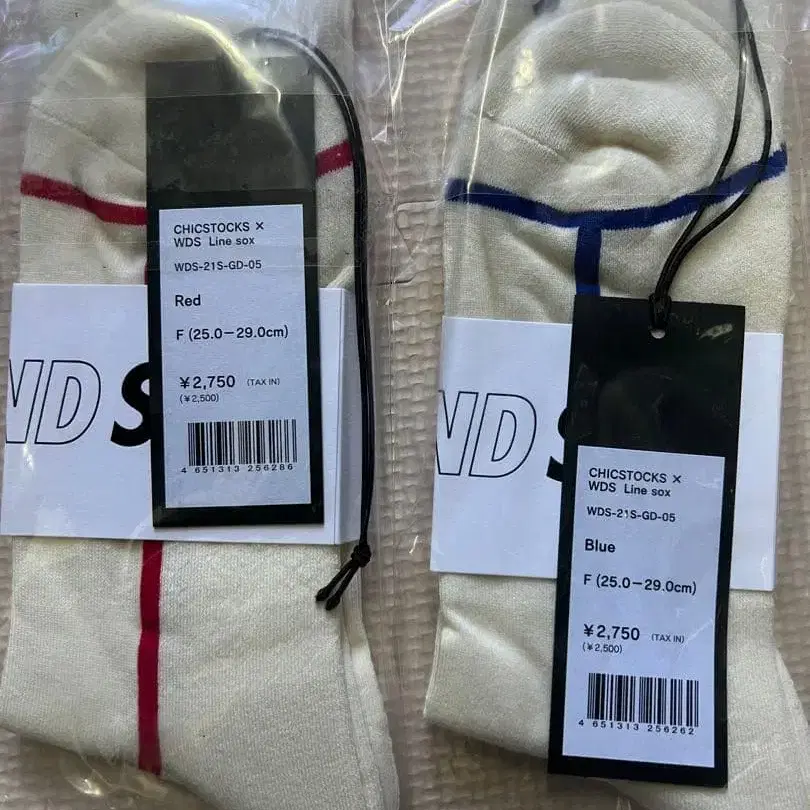 ND S
CHICSTOCKS ×
WDS Line sox
WDS-21S-GD-05
Red
F (25.0－29.0cm)
¥2,750 (TAX IN)
(¥2,500)
4 651313 256286
ND S
CHICSTOCKS ×
WDS Line sox
WDS-21S-GD-05
Blue
F (25.0－29.0cm)
¥2,750 (TAX IN)
(¥2,500)
4 651313 256262